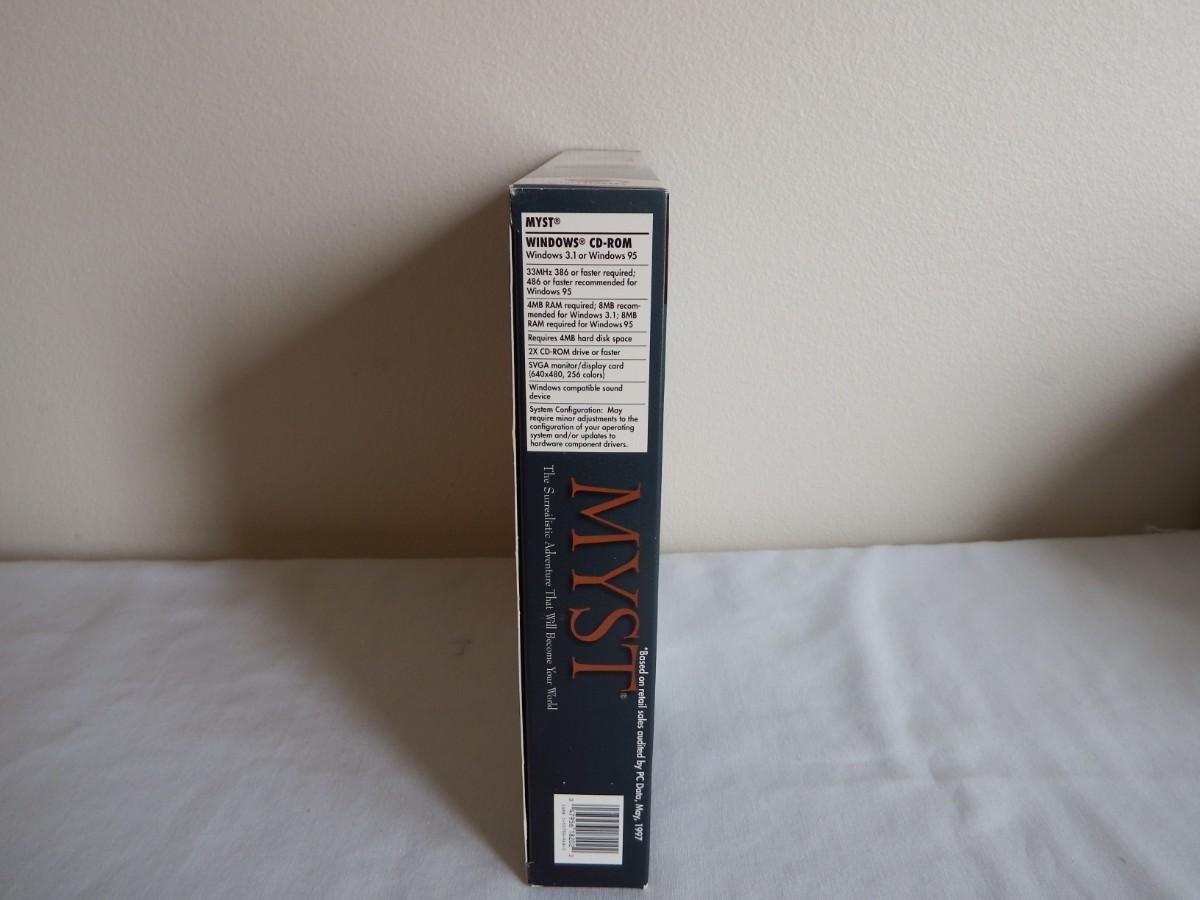 MYST®
WINDOWS® CD-ROM
Windows 3.1 or Windows 95
33MHz 386 or faster required;
486 or faster recommended for
Windows 95
4MB RAM required; 8MB recom-
mended for Windows 3.1; 8MB
RAM required for Windows 95
Requires 4MB hard disk space
2X CD-ROM drive or faster
SVGA monitor/display card
(640x480, 256 colors)
Windows compatible sound
device
System Configuration: May
require minor adjustments to the
configuration of your operating
system and/or updates to
hardware component drivers.
MYST®
The Surrealistic Adventure That Will Become Your World
*Based on retail sales audited by PC Data, May, 1997